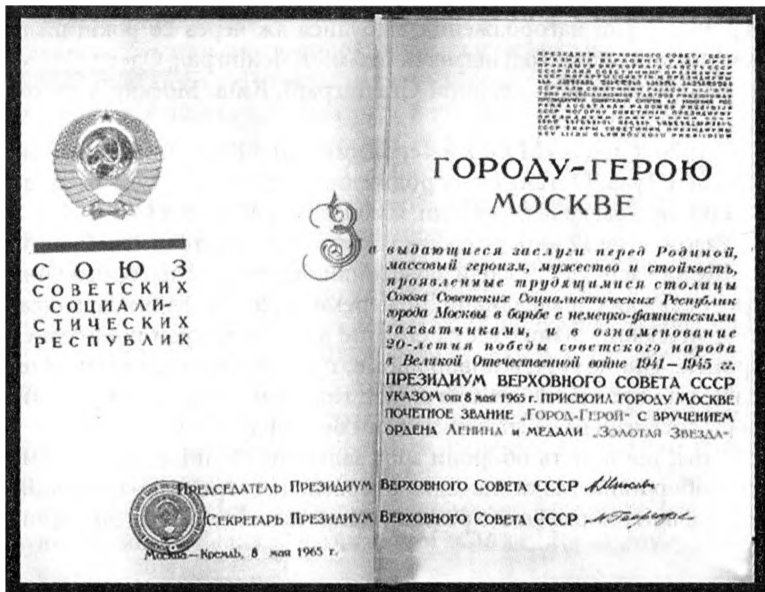 СОЮЗ
СОВЕТСКИХ
СОЦИАЛИ-
СТИЧЕСКИХ
РЕСПУБЛИК
ГОРОДУ-ГЕРОЮ
МОСКВЕ
За выдающиеся заслуги перед Родиной,
массовый героизм, мужество и стойкость,
проявленные трудящимися столицы
Союза Советских Социалистических Республик
города Москвы в борьбе с немецко-фашистскими
захватчиками, и в ознаменование
20-летия победы советского народа
в Великой Отечественной войне 1941–1945 гг.
ПРЕЗИДИУМ ВЕРХОВНОГО СОВЕТА СССР
УКАЗОМ от 8 мая 1965 г. ПРИСВОИЛ ГОРОДУ МОСКВЕ
ПОЧЕТНОЕ ЗВАНИЕ „ГОРОД-ГЕРОЙ“ С ВРУЧЕНИЕМ
ОРДЕНА ЛЕНИНА И МЕДАЛИ „ЗОЛОТАЯ ЗВЕЗДА“.
ПРЕДСЕДАТЕЛЬ ПРЕЗИДИУМ ВЕРХОВНОГО СОВЕТА СССР
СЕКРЕТАРЬ ПРЕЗИДИУМ ВЕРХОВНОГО СОВЕТА СССР
Москва—Кремль, 8 мая 1965 г.